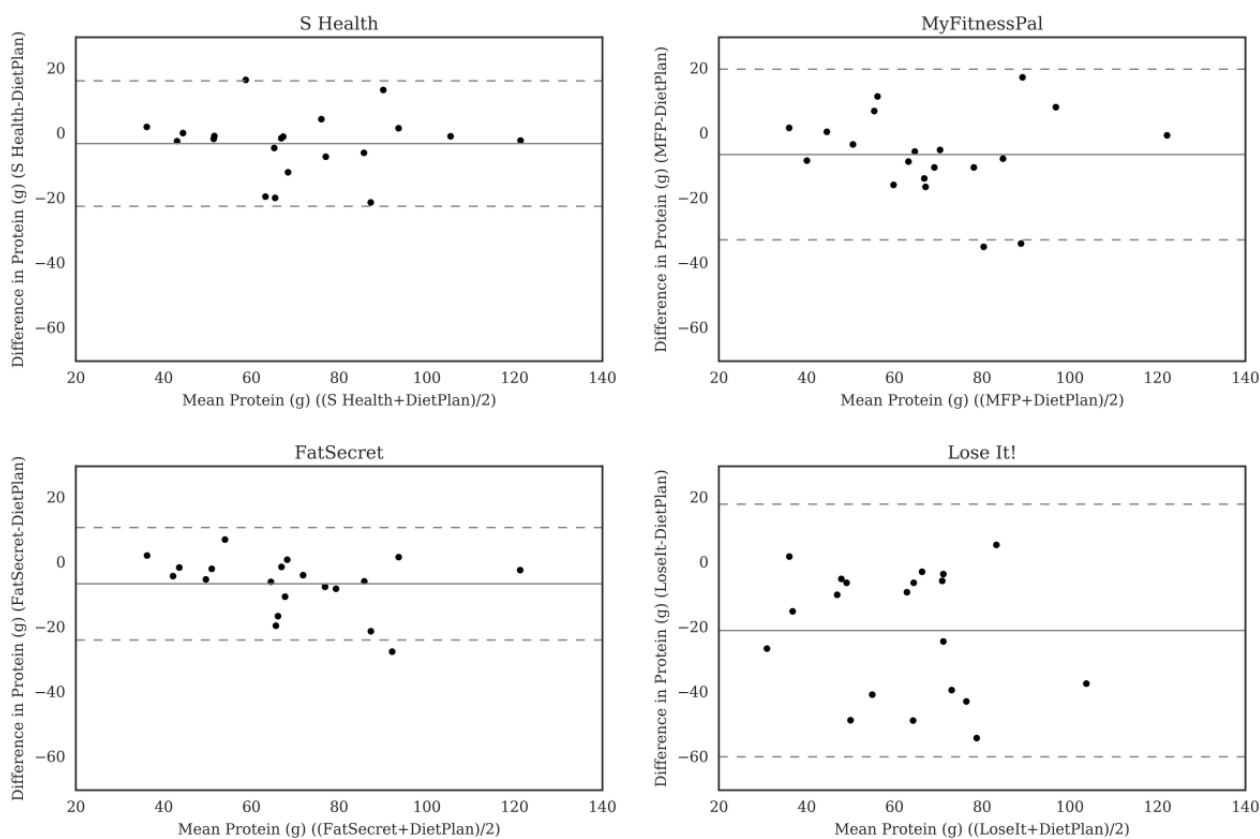 S Health
Difference in Protein (g) (S Health-DietPlan)
20
0
−20
−40
−60
20 40 60 80 100 120 140
Mean Protein (g) ((S Health+DietPlan)/2)
MyFitnessPal
Difference in Protein (g) (MFP-DietPlan)
20
0
−20
−40
−60
20 40 60 80 100 120 140
Mean Protein (g) ((MFP+DietPlan)/2)
FatSecret
Difference in Protein (g) (FatSecret-DietPlan)
20
0
−20
−40
−60
20 40 60 80 100 120 140
Mean Protein (g) ((FatSecret+DietPlan)/2)
Lose It!
Difference in Protein (g) (LoseIt-DietPlan)
20
0
−20
−40
−60
20 40 60 80 100 120 140
Mean Protein (g) ((LoseIt+DietPlan)/2)